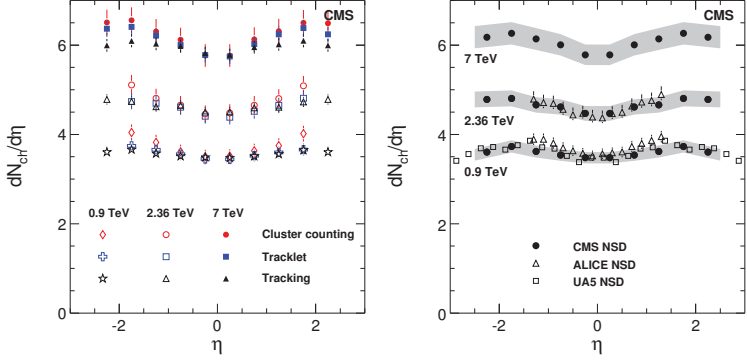 CMS
dN_ch/dη
6
4
2
0
0.9 TeV 2.36 TeV 7 TeV
Cluster counting
Tracklet
Tracking
-2 0 2
η
CMS
dN_ch/dη
6
4
2
0
7 TeV
2.36 TeV
0.9 TeV
CMS NSD
ALICE NSD
UA5 NSD
-2 0 2
η